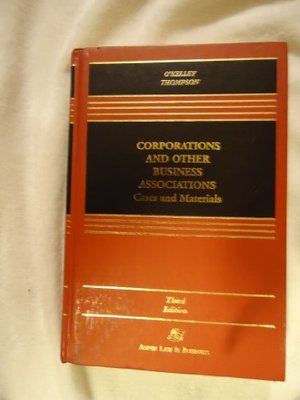 O'KELLEY
THOMPSON
CORPORATIONS
AND OTHER
BUSINESS
ASSOCIATIONS
Cases and Materials
Third
Edition
ASPEN LAW & BUSINESS